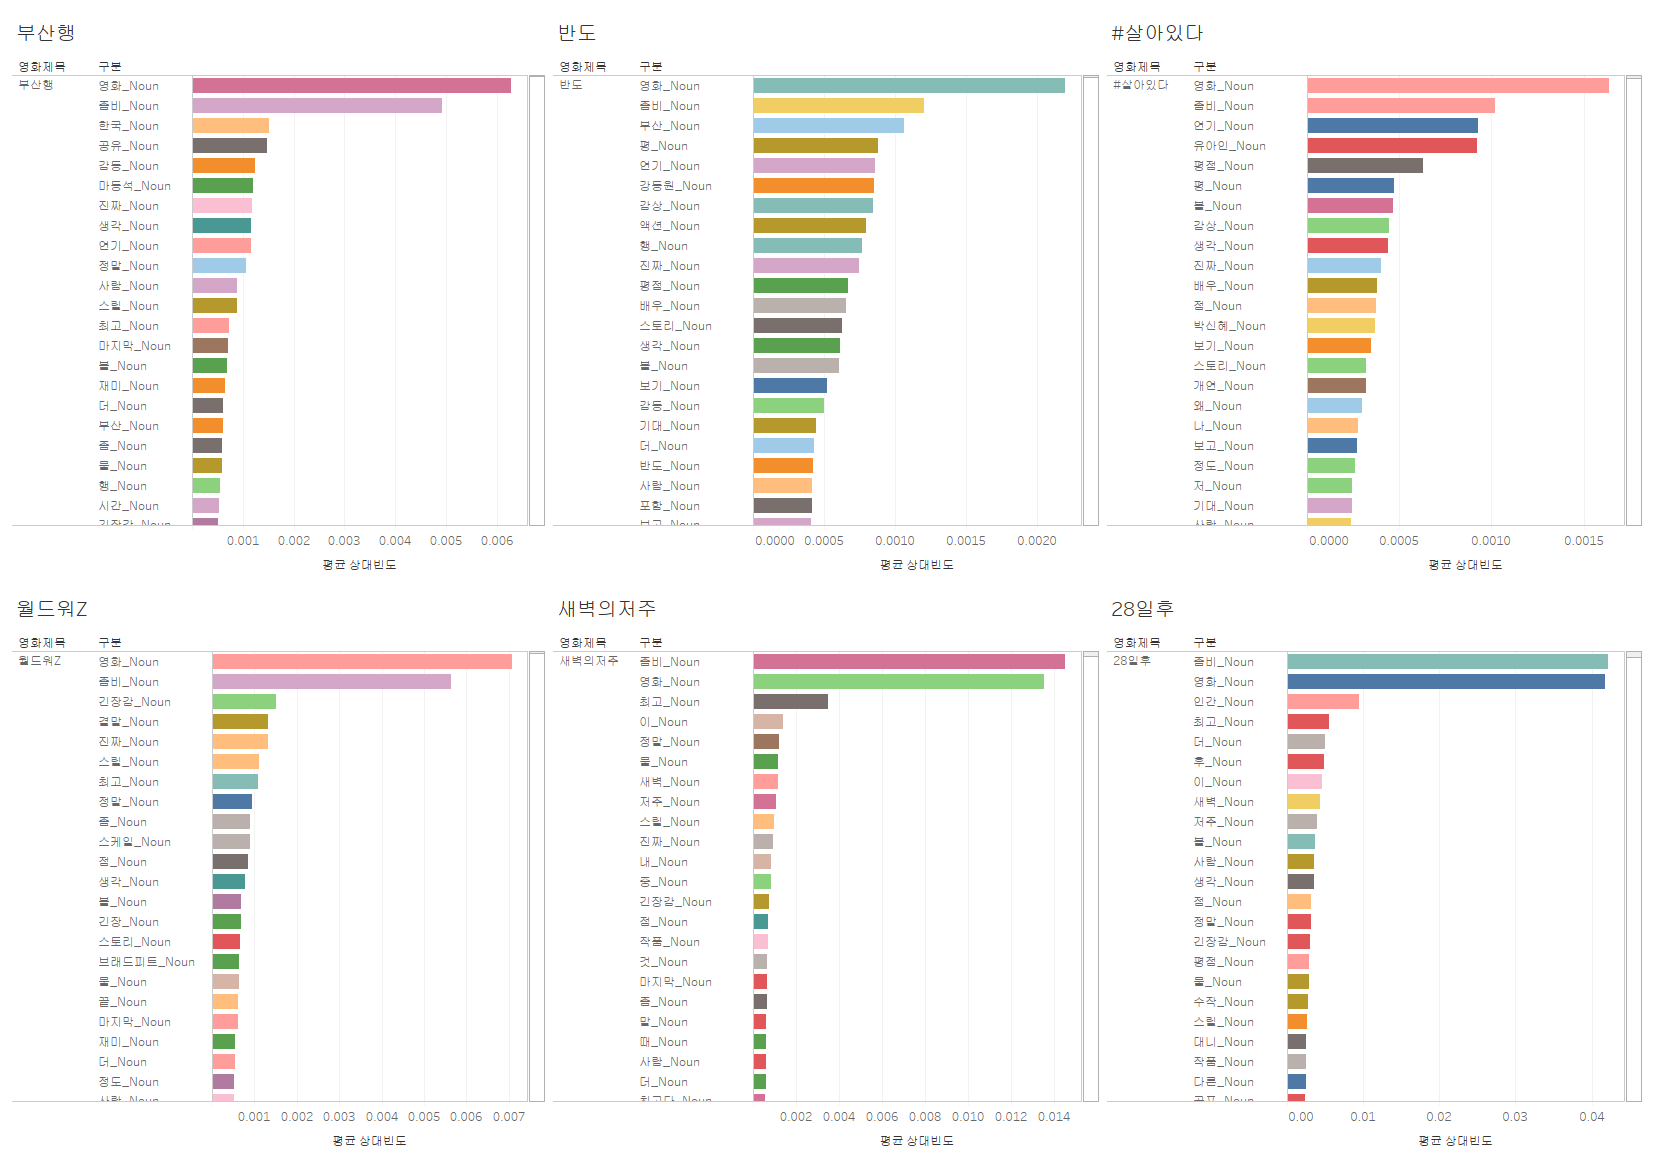 부산행
영화제목 구분
부산행 영화_Noun
좀비_Noun
한국_Noun
공유_Noun
감동_Noun
마동석_Noun
진짜_Noun
생각_Noun
연기_Noun
정말_Noun
사람_Noun
스릴_Noun
최고_Noun
마지막_Noun
볼_Noun
재미_Noun
더_Noun
부산_Noun
좀_Noun
물_Noun
행_Noun
시간_Noun
긴장감_Noun
0.001 0.002 0.003 0.004 0.005 0.006
평균 상대빈도
반도
영화제목 구분
반도 영화_Noun
좀비_Noun
부산_Noun
평_Noun
연기_Noun
강동원_Noun
감상_Noun
액션_Noun
행_Noun
진짜_Noun
평점_Noun
배우_Noun
스토리_Noun
생각_Noun
볼_Noun
보기_Noun
감동_Noun
기대_Noun
더_Noun
반도_Noun
사람_Noun
포함_Noun
보고_Noun
0.0000 0.0005 0.0010 0.0015 0.0020
평균 상대빈도
#살아있다
영화제목 구분
#살아있다 영화_Noun
좀비_Noun
연기_Noun
유아인_Noun
평점_Noun
평_Noun
볼_Noun
감상_Noun
생각_Noun
진짜_Noun
배우_Noun
점_Noun
박신혜_Noun
보기_Noun
스토리_Noun
개연_Noun
왜_Noun
나_Noun
보고_Noun
정도_Noun
저_Noun
기대_Noun
사람_Noun
0.0000 0.0005 0.0010 0.0015
평균 상대빈도
월드워Z
영화제목 구분
월드워Z 영화_Noun
좀비_Noun
긴장감_Noun
결말_Noun
진짜_Noun
스릴_Noun
최고_Noun
정말_Noun
좀_Noun
스케일_Noun
점_Noun
생각_Noun
볼_Noun
긴장_Noun
스토리_Noun
브래드피트_Noun
물_Noun
끝_Noun
마지막_Noun
재미_Noun
더_Noun
정도_Noun
사람_Noun
0.001 0.002 0.003 0.004 0.005 0.006 0.007
평균 상대빈도
새벽의저주
영화제목 구분
새벽의저주 좀비_Noun
영화_Noun
최고_Noun
이_Noun
정말_Noun
물_Noun
새벽_Noun
저주_Noun
스릴_Noun
진짜_Noun
내_Noun
중_Noun
긴장감_Noun
점_Noun
작품_Noun
것_Noun
마지막_Noun
좀_Noun
말_Noun
때_Noun
사람_Noun
더_Noun
최고다_Noun
0.002 0.004 0.006 0.008 0.010 0.012 0.014
평균 상대빈도
28일후
영화제목 구분
28일후 좀비_Noun
영화_Noun
인간_Noun
최고_Noun
더_Noun
후_Noun
이_Noun
새벽_Noun
저주_Noun
볼_Noun
사람_Noun
생각_Noun
점_Noun
정말_Noun
긴장감_Noun
평점_Noun
물_Noun
수작_Noun
스릴_Noun
대니_Noun
작품_Noun
다른_Noun
공포_Noun
0.00 0.01 0.02 0.03 0.04
평균 상대빈도